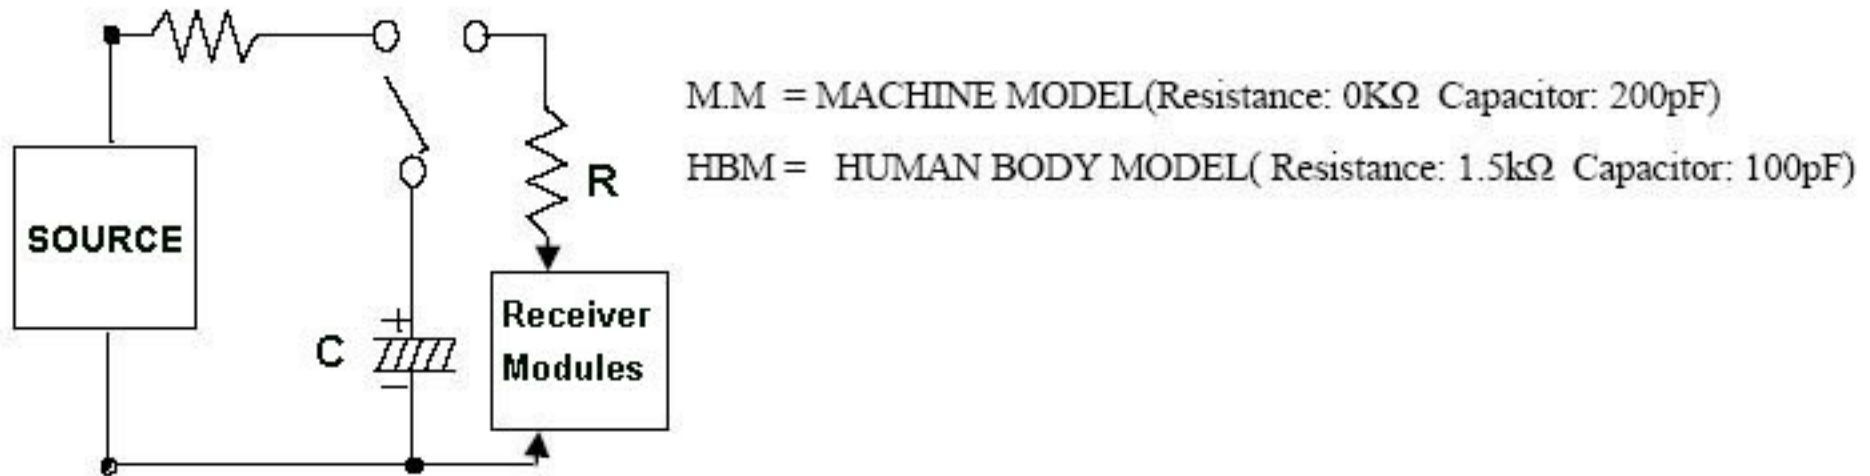 M.M = MACHINE MODEL(Resistance: 0KΩ Capacitor: 200pF)
HBM = HUMAN BODY MODEL( Resistance: 1.5kΩ Capacitor: 100pF)
R
SOURCE
+
C
−
Receiver
Modules